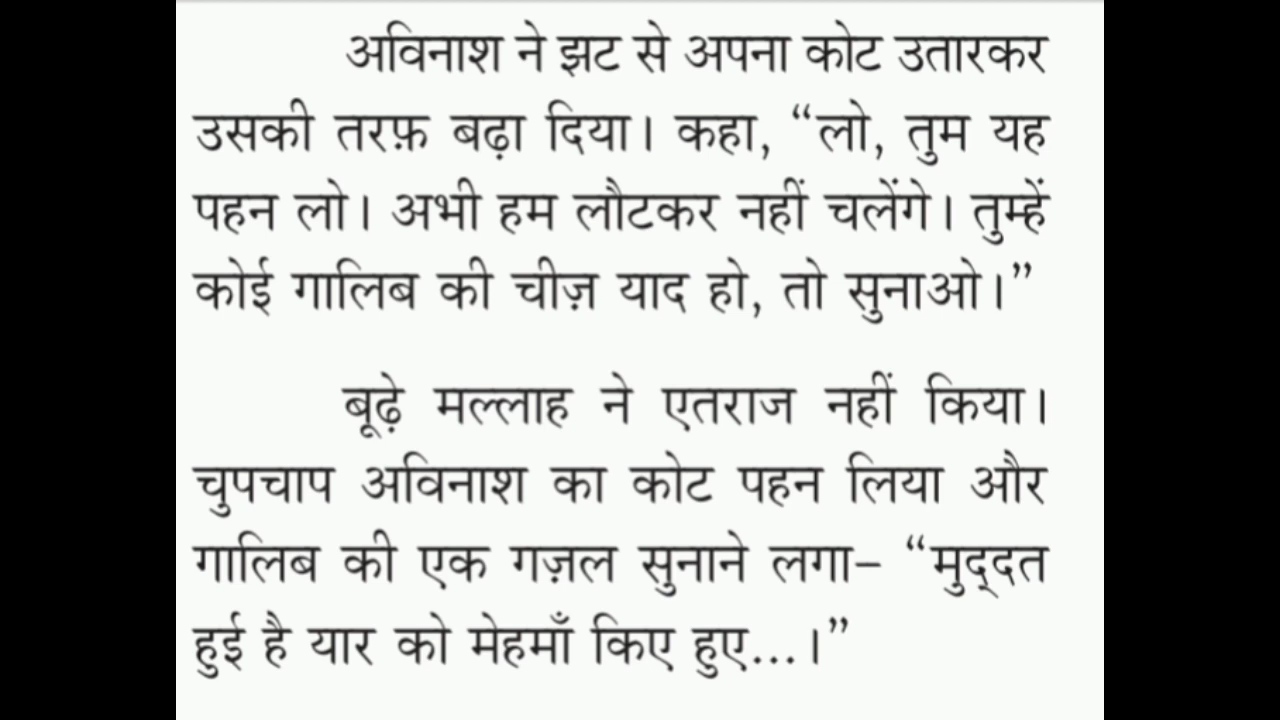 अविनाश ने झट से अपना कोट उतारकर
उसकी तरफ़ बढ़ा दिया। कहा, “लो, तुम यह
पहन लो। अभी हम लौटकर नहीं चलेंगे। तुम्हें
कोई गालिब की चीज़ याद हो, तो सुनाओ।”
बूढ़े मल्लाह ने एतराज नहीं किया।
चुपचाप अविनाश का कोट पहन लिया और
गालिब की एक गज़ल सुनाने लगा– “मुद्‌दत
हुई है यार को मेहमाँ किए हुए...।”